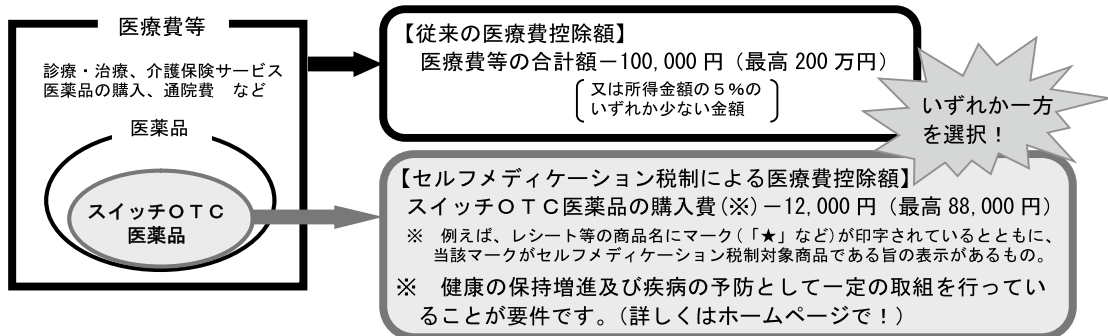 医療費等
診療・治療、介護保険サービス
医薬品の購入、通院費　など
医薬品
スイッチＯＴＣ
医薬品
【従来の医療費控除額】
医療費等の合計額－100,000 円（最高 200 万円）
又は所得金額の５％の
いずれか少ない金額
いずれか一方
を選択！
【セルフメディケーション税制による医療費控除額】
スイッチＯＴＣ医薬品の購入費(※)－12,000 円（最高 88,000 円）
※　例えば、レシート等の商品名にマーク(「★」など)が印字されているとともに、
当該マークがセルフメディケーション税制対象商品である旨の表示があるもの。
※　健康の保持増進及び疾病の予防として一定の取組を行ってい
ることが要件です。（詳しくはホームページで！）